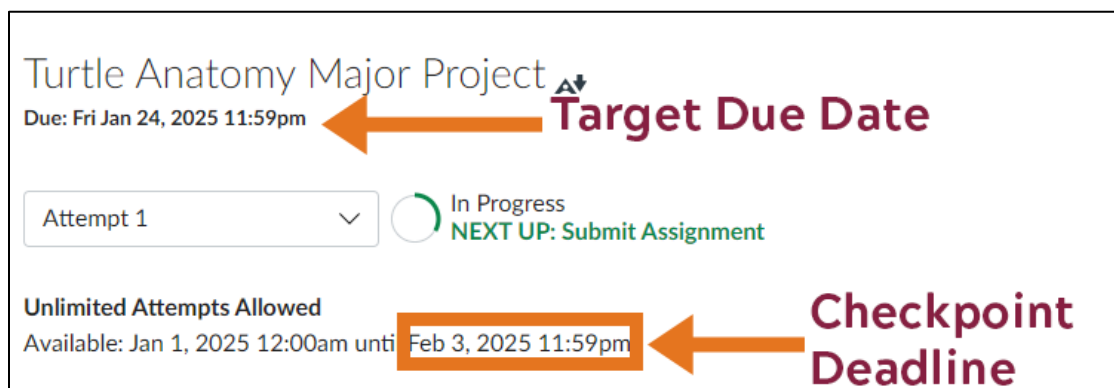 Turtle Anatomy Major Project
Due: Fri Jan 24, 2025 11:59pm
Target Due Date
Attempt 1
In Progress
NEXT UP: Submit Assignment
Unlimited Attempts Allowed
Available: Jan 1, 2025 12:00am unti Feb 3, 2025 11:59pm
Checkpoint
Deadline